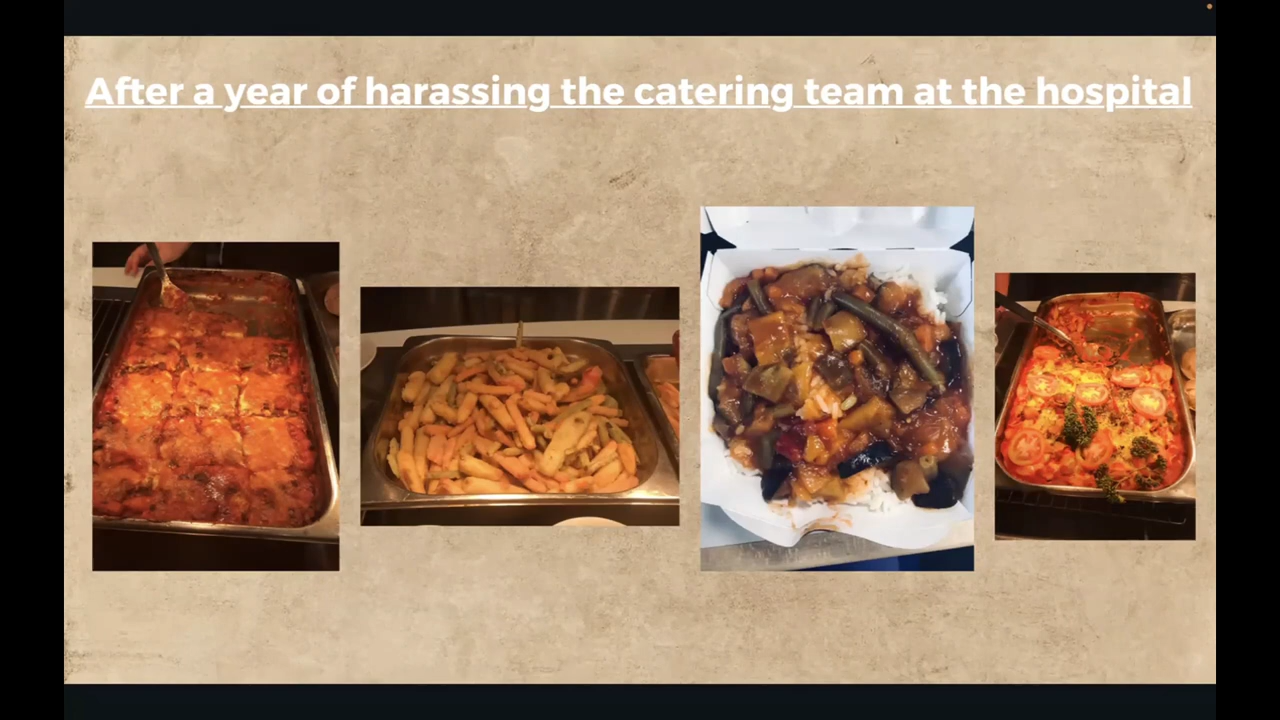 After a year of harassing the catering team at the hospital